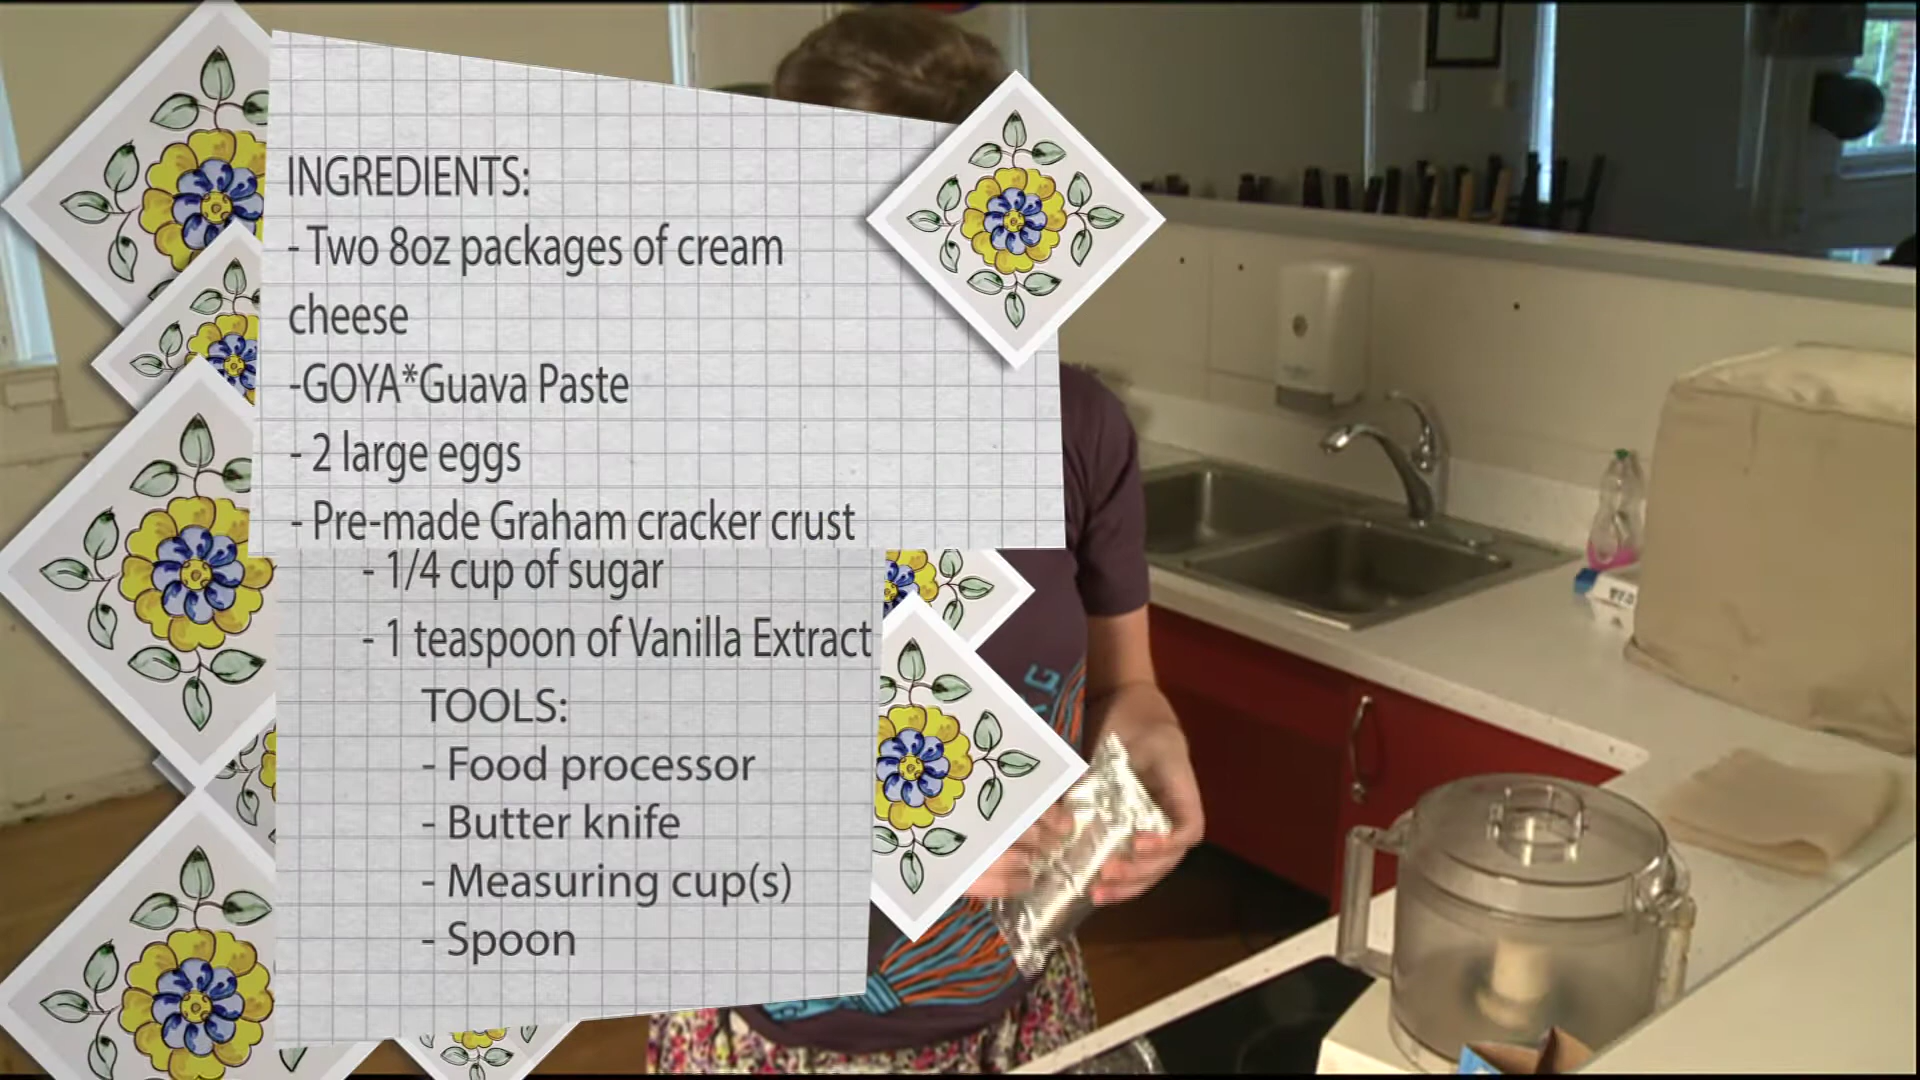 INGREDIENTS:
- Two 8oz packages of cream
cheese
-GOYA*Guava Paste
- 2 large eggs
- Pre-made Graham cracker crust
- 1/4 cup of sugar
- 1 teaspoon of Vanilla Extract
TOOLS:
- Food processor
- Butter knife
- Measuring cup(s)
- Spoon